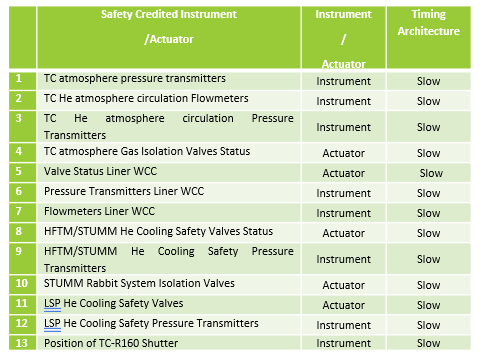 Safety Credited Instrument /Actuator Instrument / Actuator Timing Architecture
1 TC atmosphere pressure transmitters Instrument Slow
2 TC He atmosphere circulation Flowmeters Instrument Slow
3 TC He atmosphere circulation Pressure Transmitters Instrument Slow
4 TC atmosphere Gas Isolation Valves Status Actuator Slow
5 Valve Status Liner WCC Actuator Slow
6 Pressure Transmitters Liner WCC Instrument Slow
7 Flowmeters Liner WCC Instrument Slow
8 HFTM/STUMM He Cooling Safety Valves Status Actuator Slow
9 HFTM/STUMM He Cooling Safety Pressure Transmitters Instrument Slow
10 STUMM Rabbit System Isolation Valves Actuator Slow
11 LSP He Cooling Safety Valves Actuator Slow
12 LSP He Cooling Safety Pressure Transmitters Instrument Slow
13 Position of TC-R160 Shutter Instrument Slow